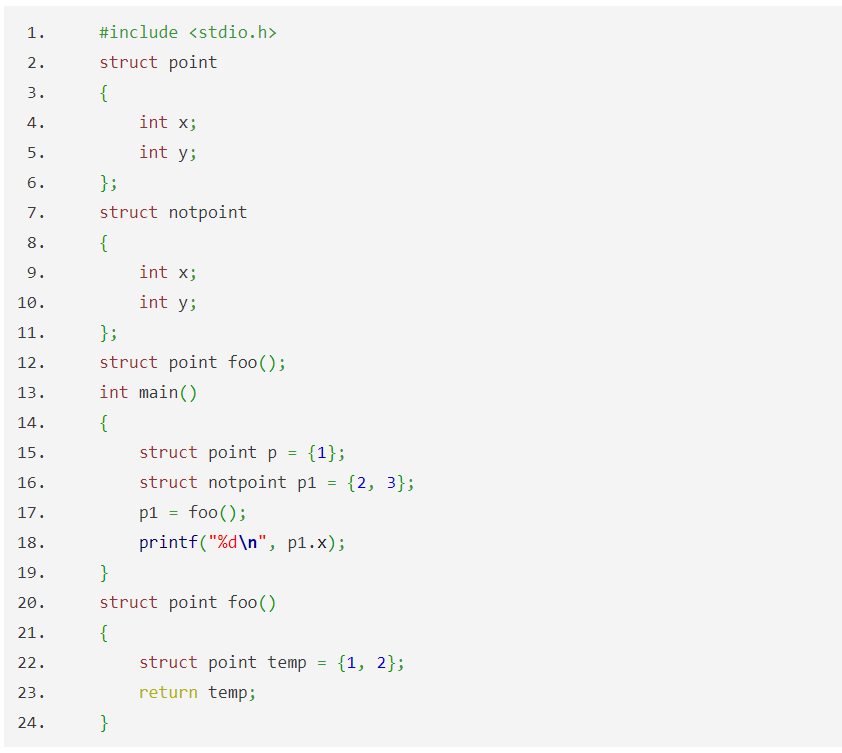 1. #include <stdio.h>
2. struct point
3. {
4.     int x;
5.     int y;
6. };
7. struct notpoint
8. {
9.     int x;
10.     int y;
11. };
12. struct point foo();
13. int main()
14. {
15.     struct point p = {1};
16.     struct notpoint p1 = {2, 3};
17.     p1 = foo();
18.     printf("%d\n", p1.x);
19. }
20. struct point foo()
21. {
22.     struct point temp = {1, 2};
23.     return temp;
24. }